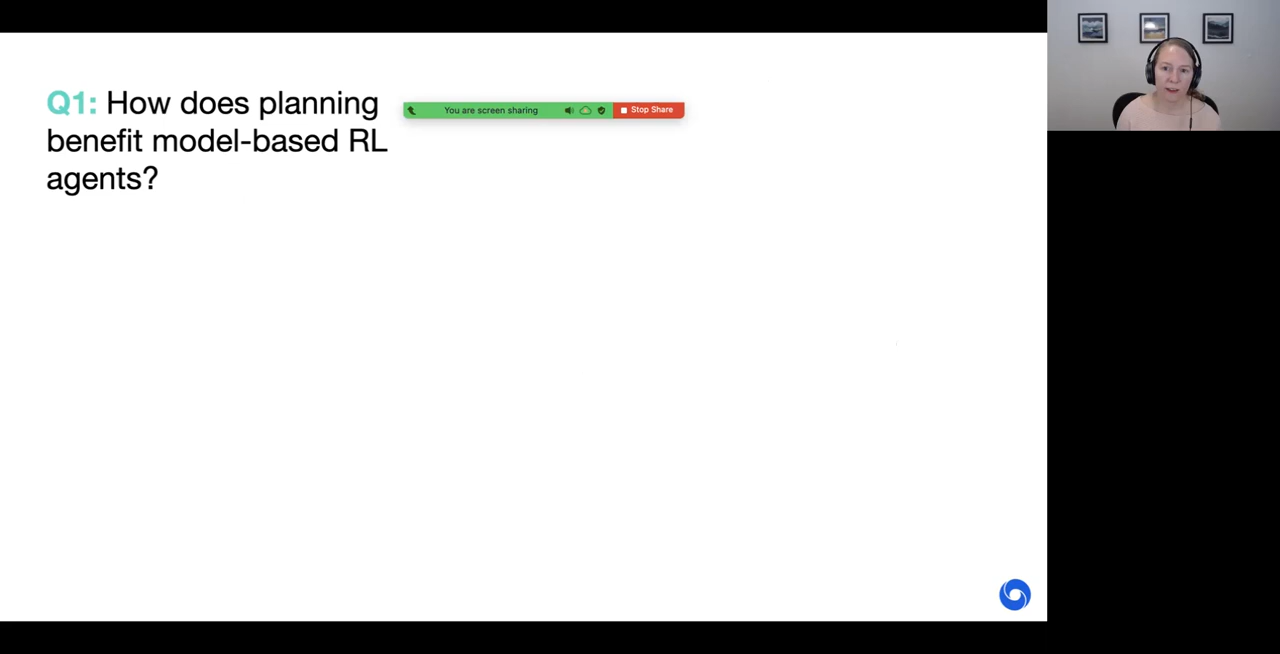 Q1: How does planning
benefit model-based RL
agents?
You are screen sharing
Stop Share